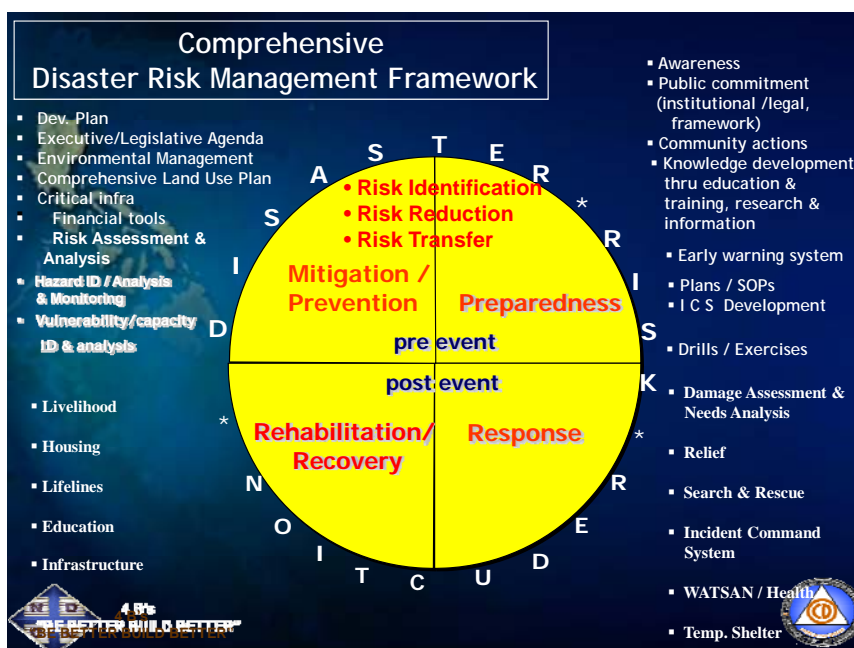 Comprehensive
Disaster Risk Management Framework
▪ Dev. Plan
▪ Executive/Legislative Agenda
▪ Environmental Management
▪ Comprehensive Land Use Plan
▪ Critical infra
▪ Financial tools
▪ Risk Assessment &
Analysis
▪ Hazard ID / Analysis
& Monitoring
▪ Vulnerability/capacity
ID & analysis
▪ Livelihood
▪ Housing
▪ Lifelines
▪ Education
▪ Infrastructure
DISASTER * RISK * REDUCTION *
• Risk Identification
• Risk Reduction
• Risk Transfer
Mitigation /
Prevention
Preparedness
pre event
post event
Rehabilitation/
Recovery
Response
▪ Awareness
▪ Public commitment
(institutional /legal,
framework)
▪ Community actions
▪ Knowledge development
thru education &
training, research &
information
▪ Early warning system
▪ Plans / SOPs
▪ I C S Development
▪ Drills / Exercises
▪ Damage Assessment &
Needs Analysis
▪ Relief
▪ Search & Rescue
▪ Incident Command
System
▪ WATSAN / Health
▪ Temp. Shelter
4 B's
"BE BETTER BUILD BETTER"
CD